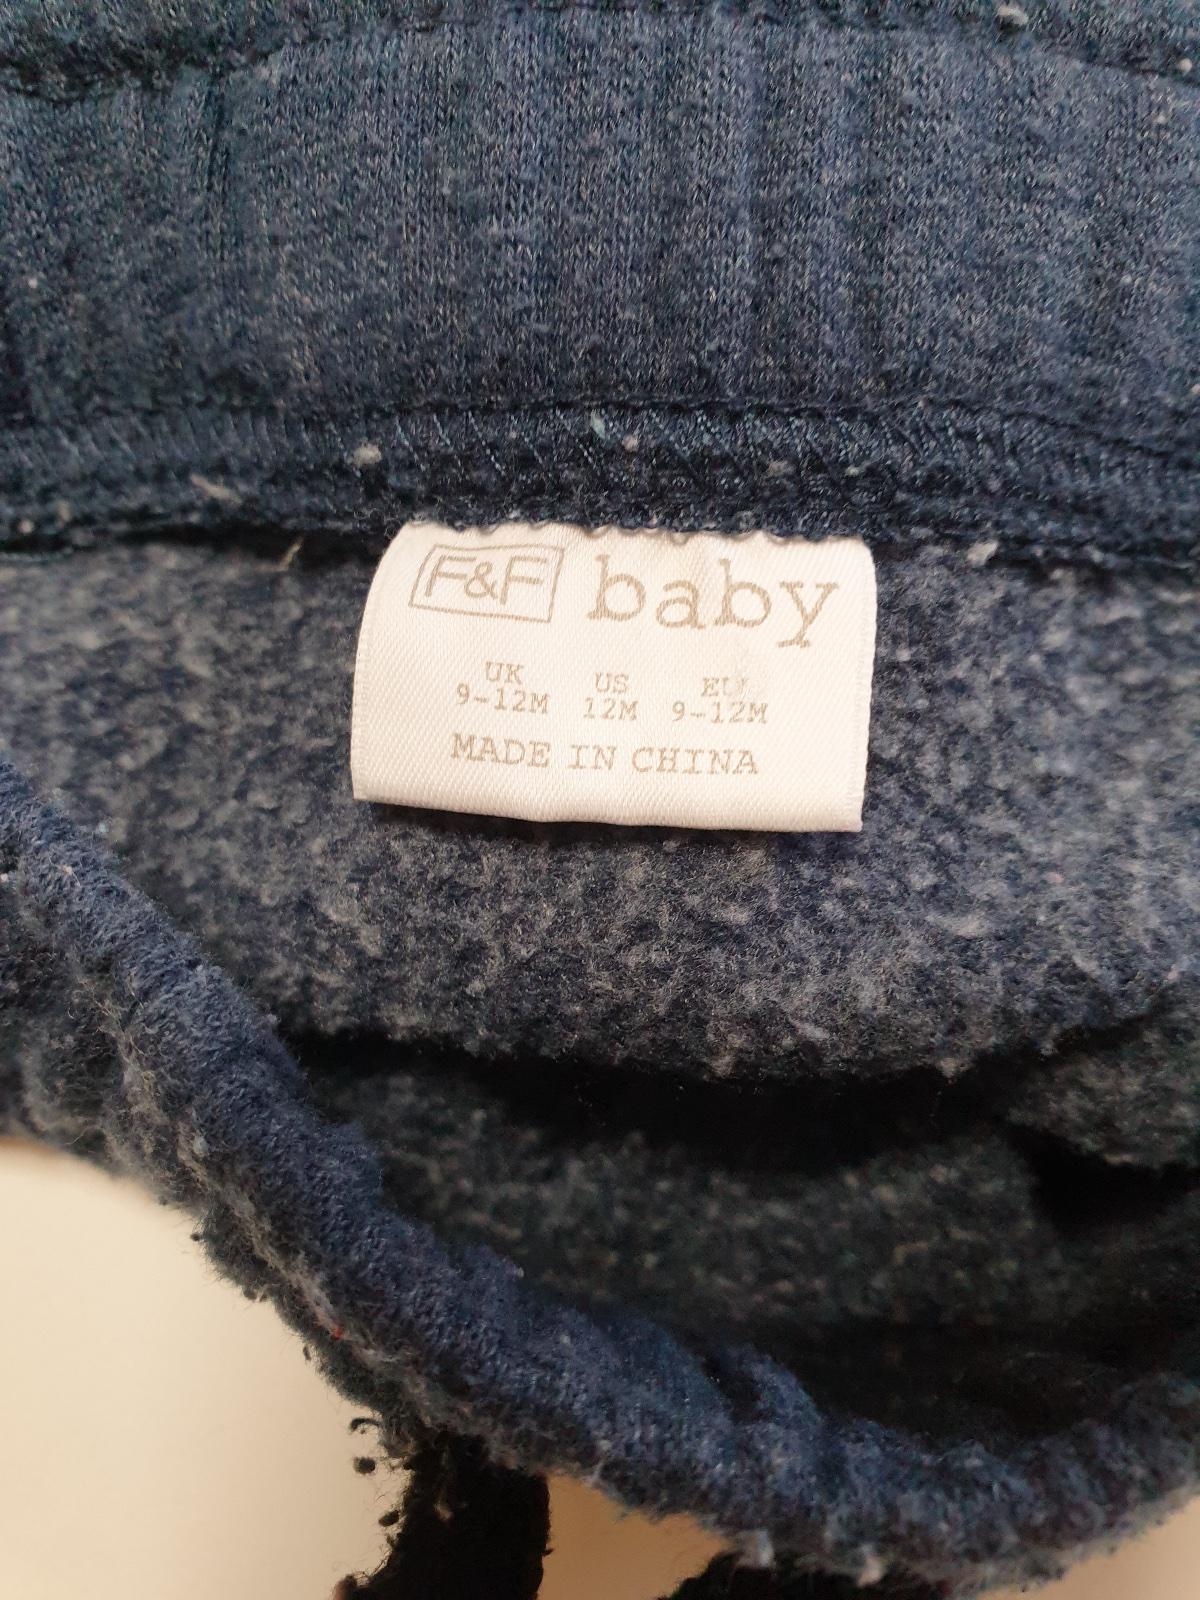 F&F baby
UK US EU
9-12M 12M 9-12M
MADE IN CHINA